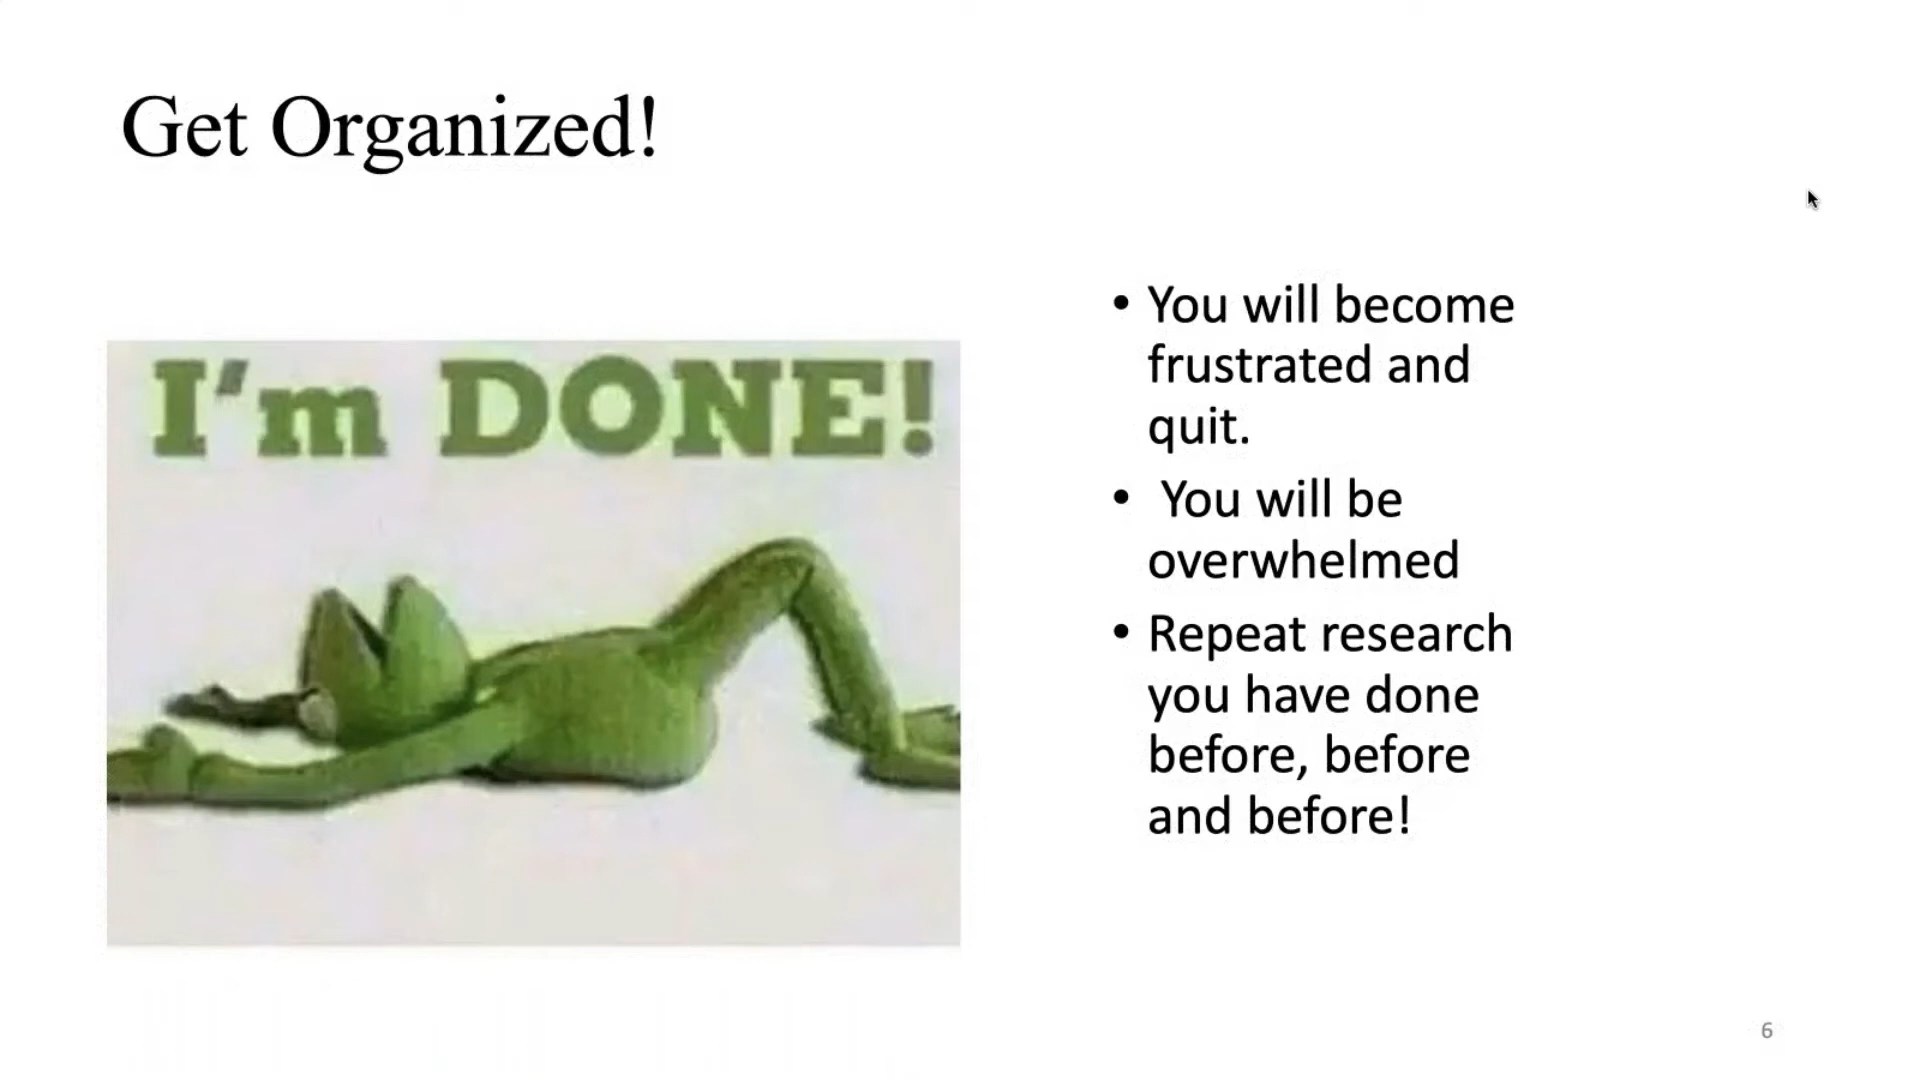 Get Organized!
I'm DONE!
• You will become
frustrated and
quit.
• You will be
overwhelmed
• Repeat research
you have done
before, before
and before!
6